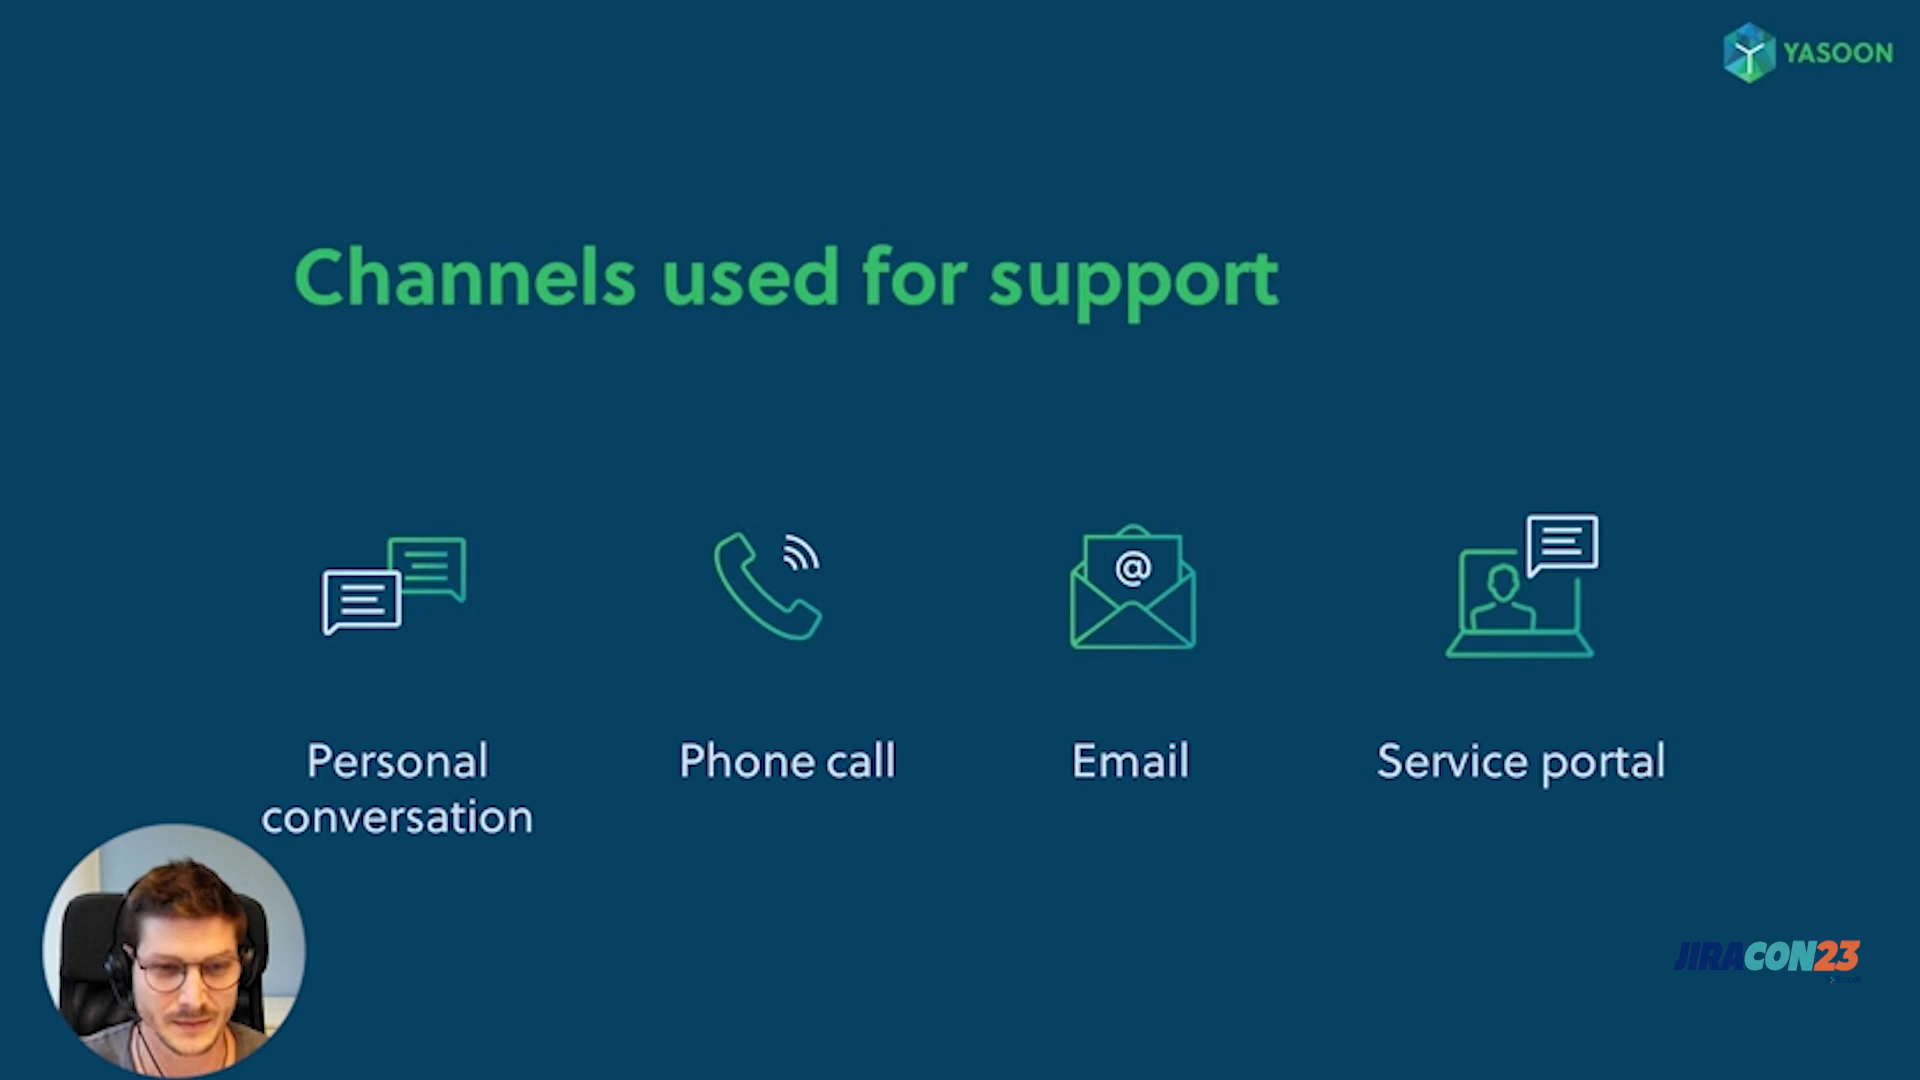 YASOON
Channels used for support
@
Personal
conversation
Phone call
Email
Service portal
JIRACON23